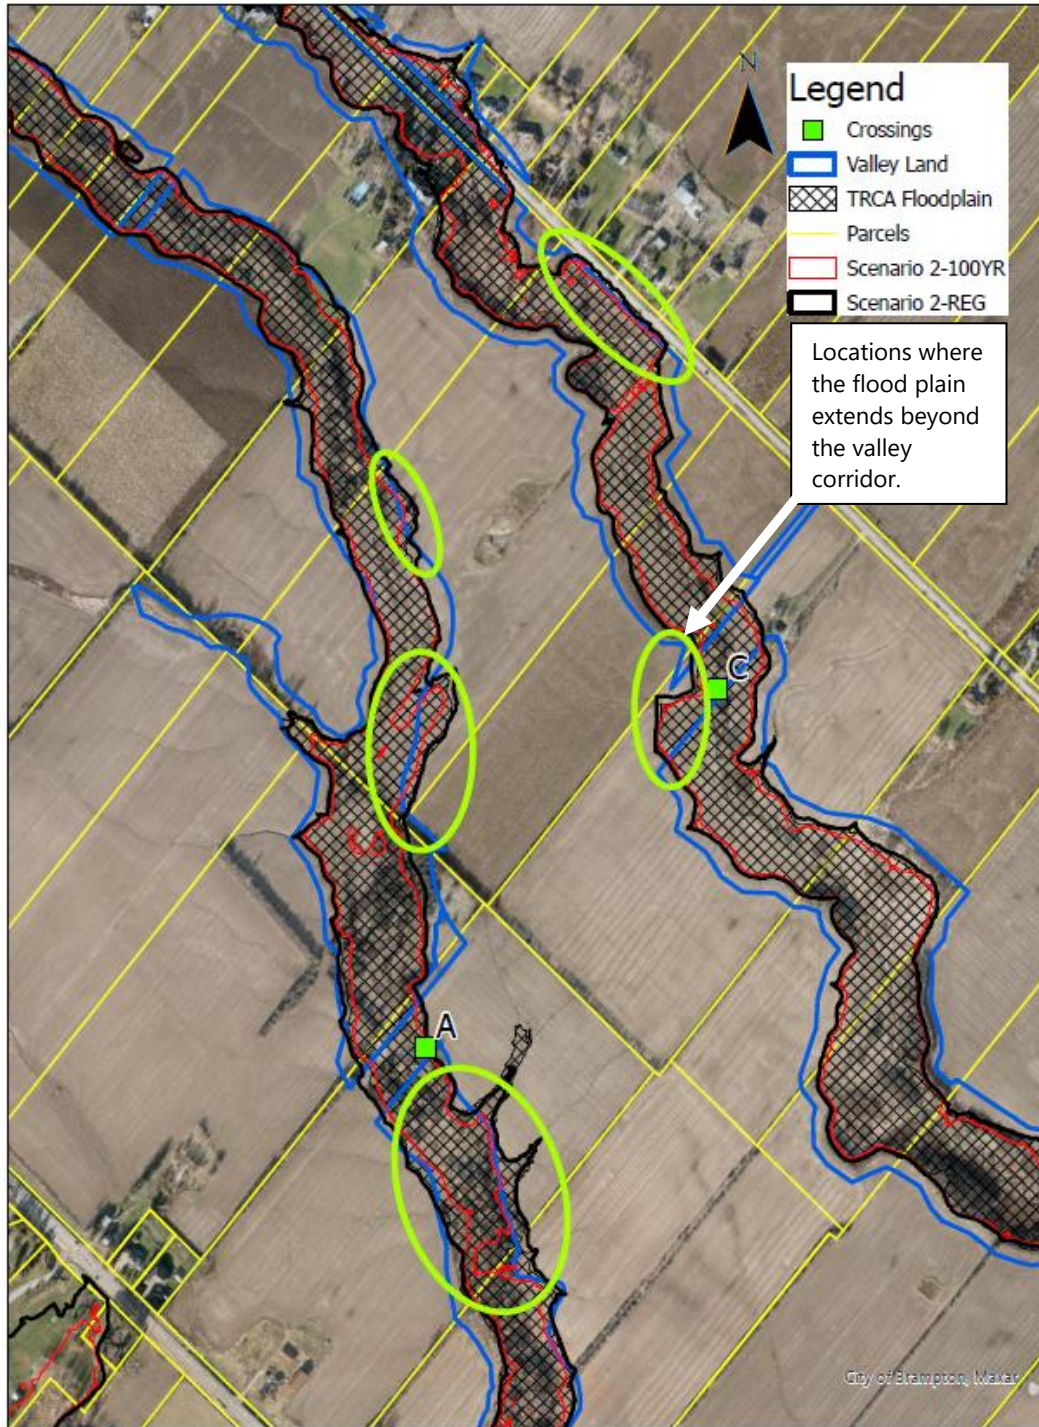 N
Legend
Crossings
Valley Land
TRCA Floodplain
Parcels
Scenario 2-100YR
Scenario 2-REG
Locations where
the flood plain
extends beyond
the valley
corridor.
C
A
City of Brampton, Maxar